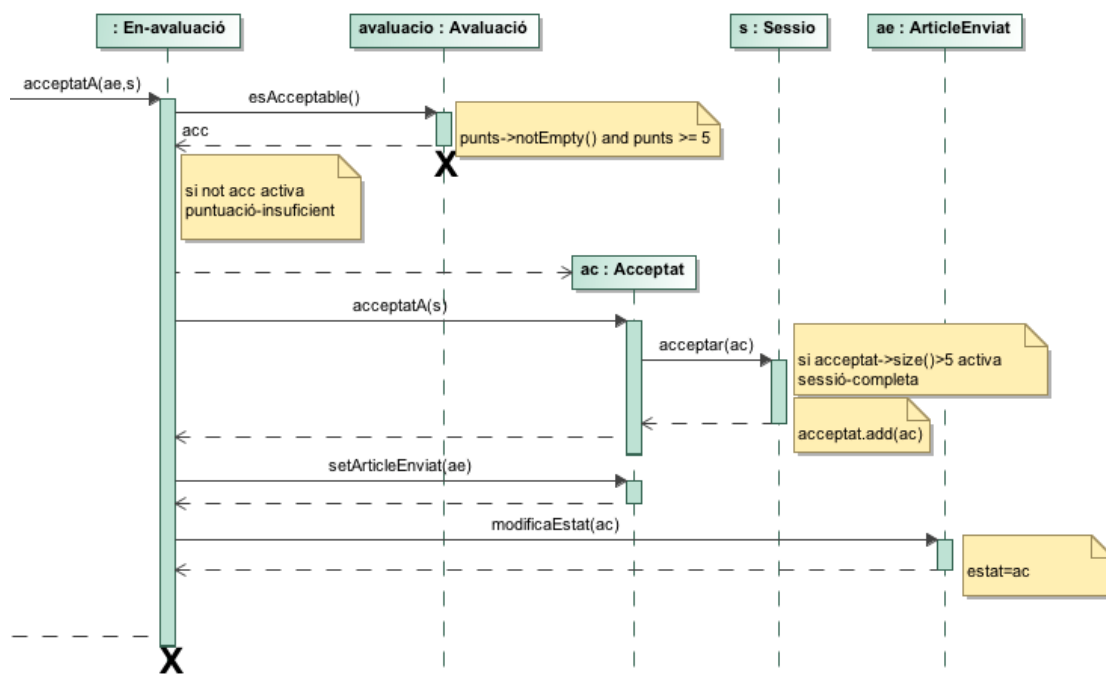 : En-avaluació
avaluacio : Avaluació
s : Sessio
ae : ArticleEnviat
acceptatA(ae,s)
esAcceptable()
acc
punts->notEmpty() and punts >= 5
si not acc activa
puntuació-insuficient
ac : Acceptat
acceptatA(s)
acceptar(ac)
si acceptat->size()>5 activa
sessió-completa
acceptat.add(ac)
setArticleEnviat(ae)
modificaEstat(ac)
estat=ac